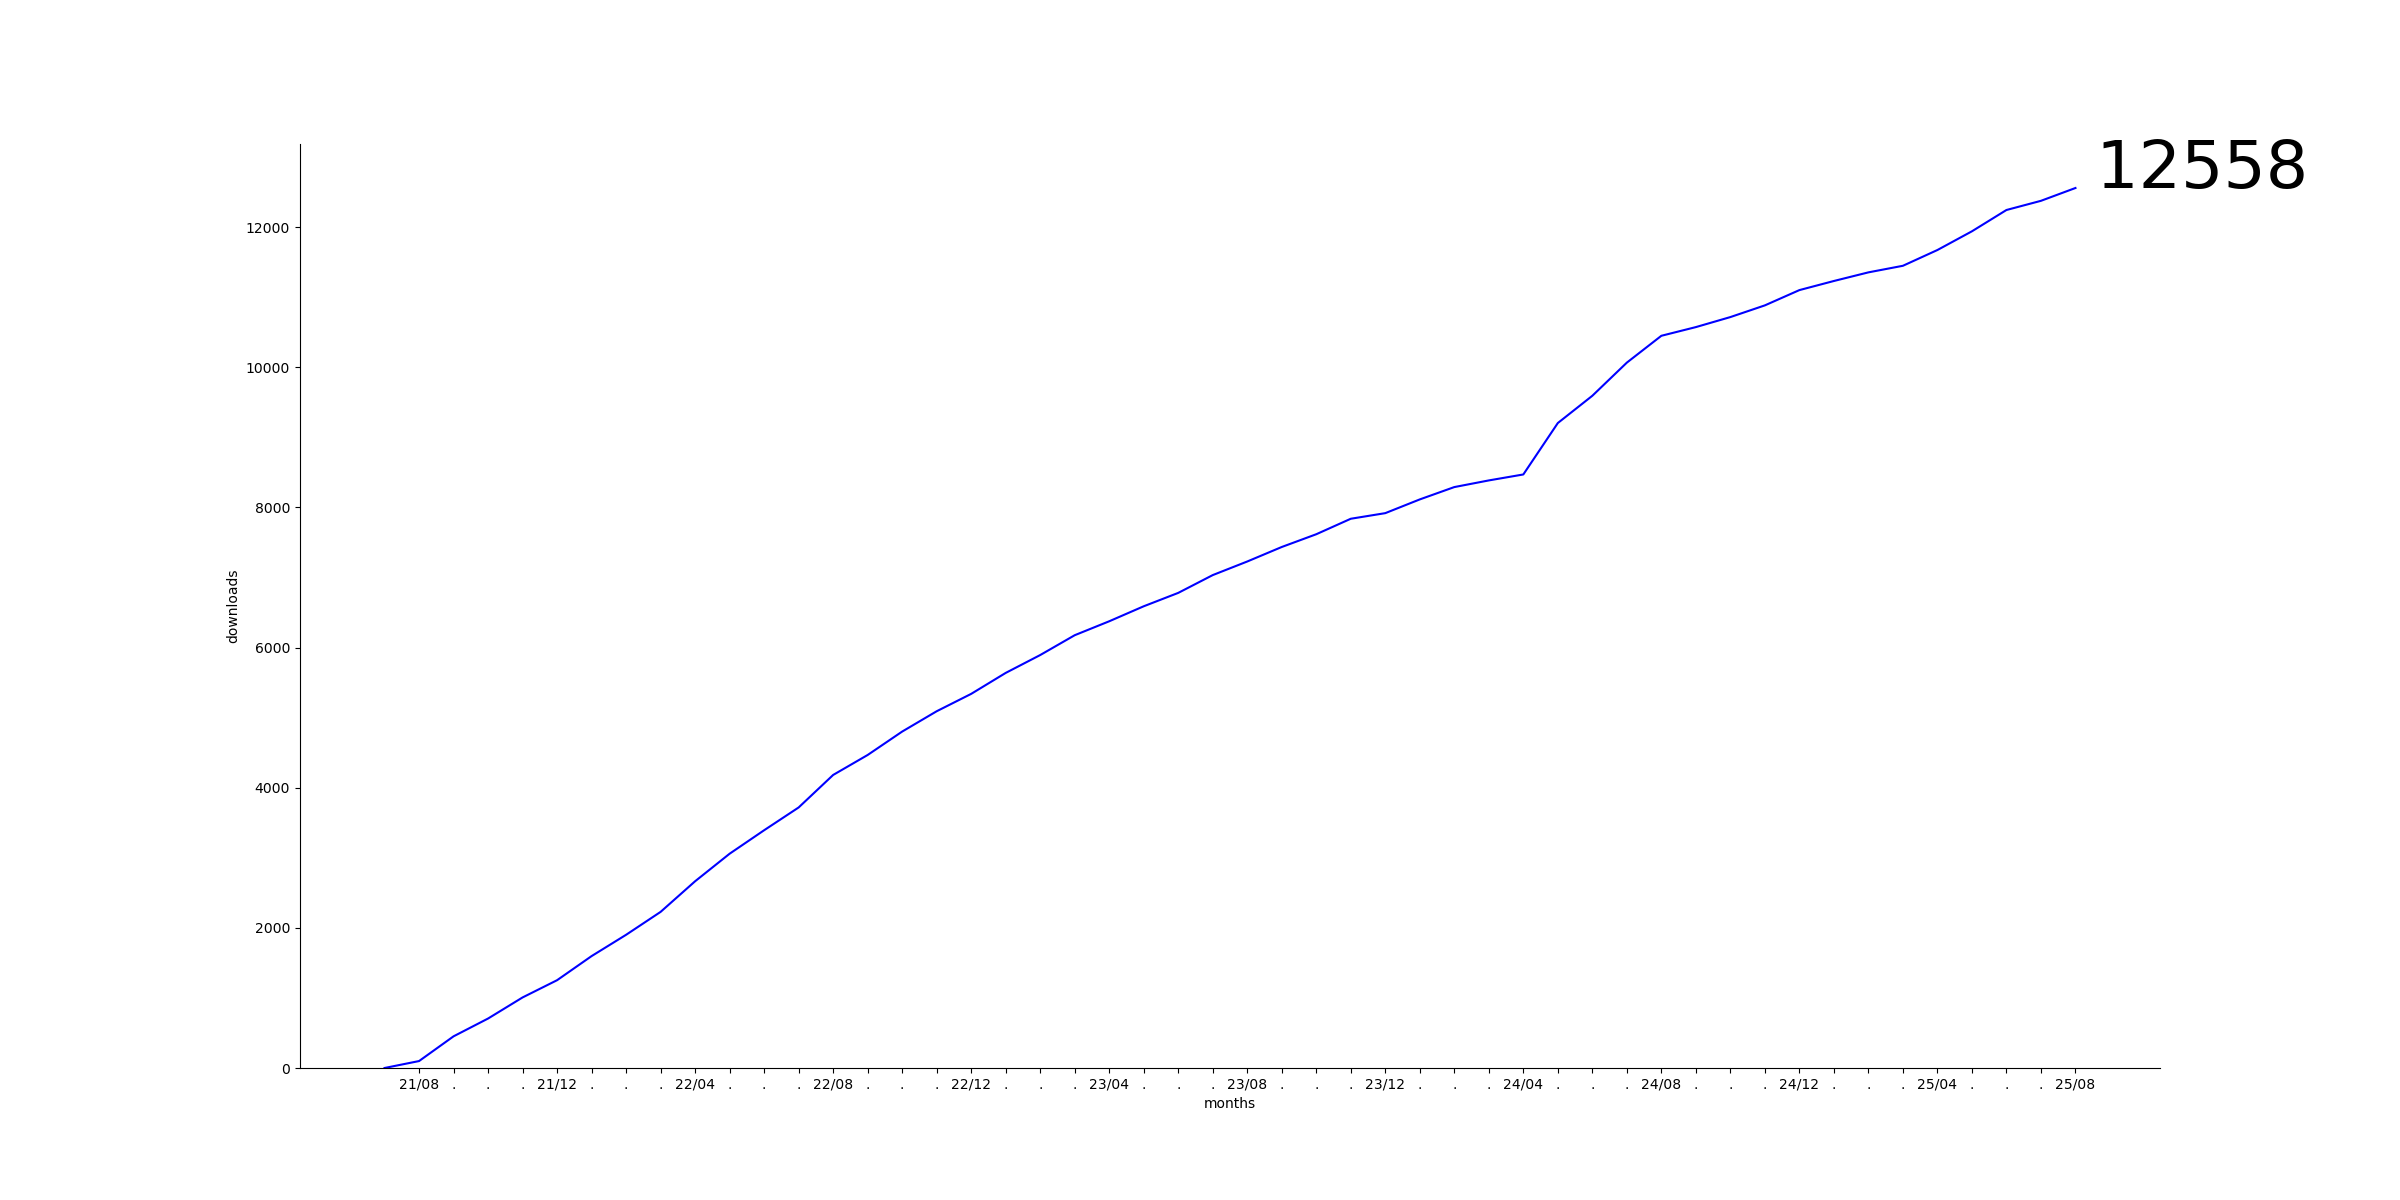 12558
12000
10000
8000
6000
4000
2000
0
downloads
21/08 . . . 21/12 . . . 22/04 . . . 22/08 . . . 22/12 . . . 23/04 . . . 23/08 . . . 23/12 . . . 24/04 . . . 24/08 . . . 24/12 . . . 25/04 . . . 25/08
months